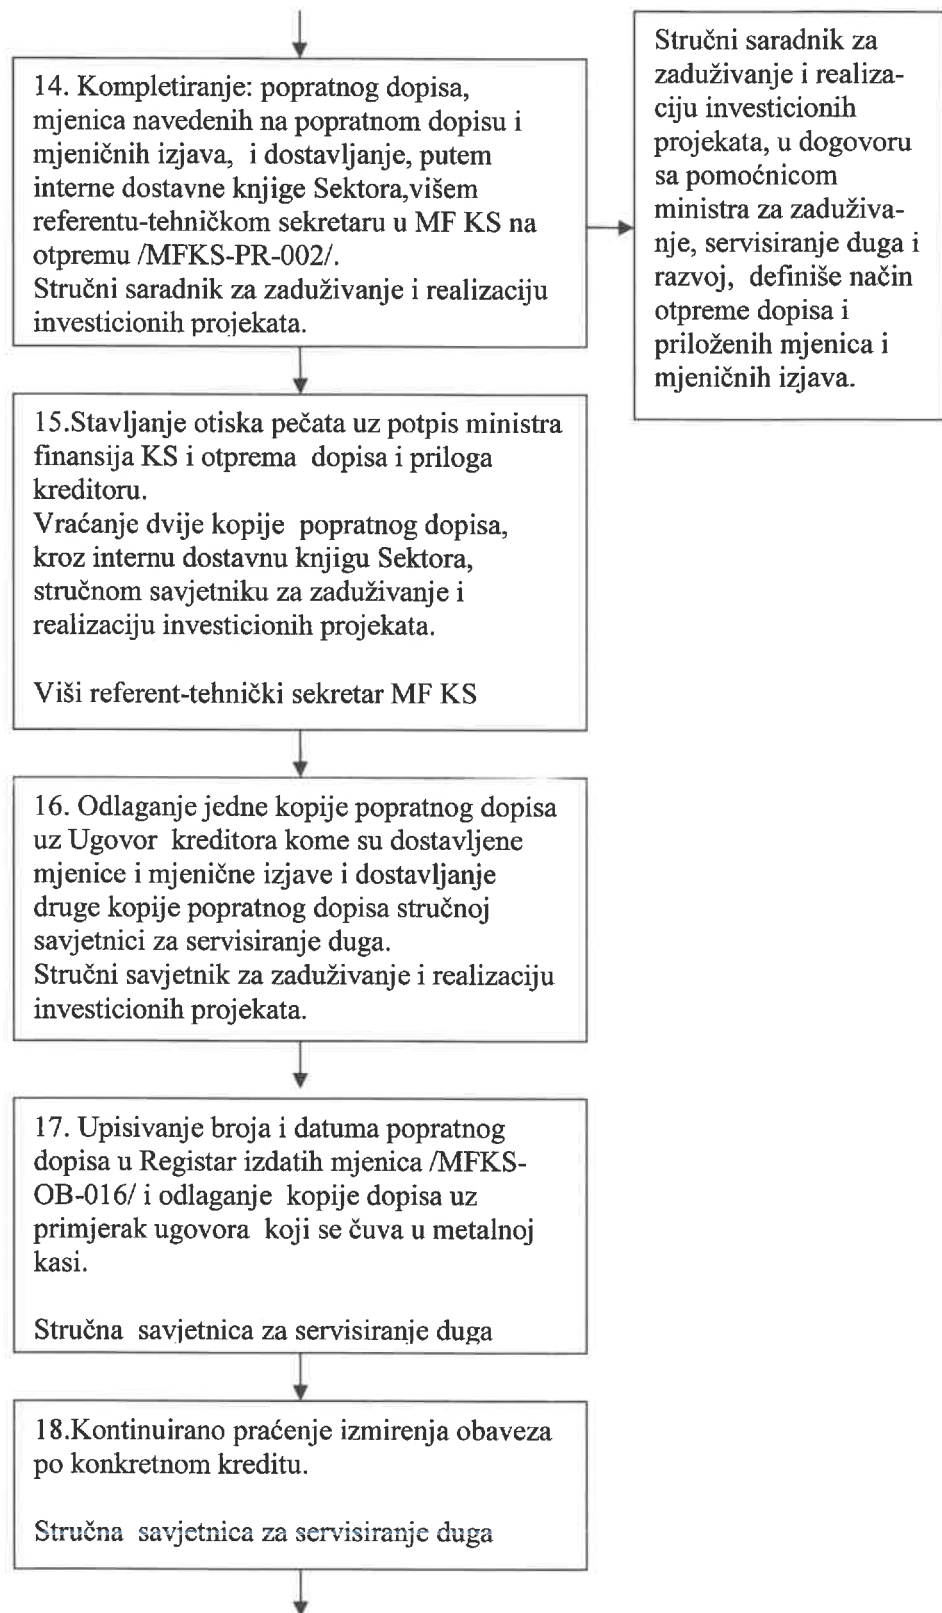 14. Kompletiranje: popratnog dopisa,
mjenica navedenih na popratnom dopisu i
mjeničnih izjava,  i dostavljanje, putem
interne dostavne knjige Sektora,višem
referentu-tehničkom sekretaru u MF KS na
otpremu /MFKS-PR-002/.
Stručni saradnik za zaduživanje i realizaciju
investicionih projekata.
Stručni saradnik za
zaduživanje i realiza-
ciju investicionih
projekata, u dogovoru
sa pomoćnicom
ministra za zaduživa-
nje, servisiranje duga i
razvoj,  definiše način
otpreme dopisa i
priloženih mjenica i
mjeničnih izjava.
15.Stavljanje otiska pečata uz potpis ministra
finansija KS i otprema  dopisa i priloga
kreditoru.
Vraćanje dvije kopije  popratnog dopisa,
kroz internu dostavnu knjigu Sektora,
stručnom savjetniku za zaduživanje i
realizaciju investicionih projekata.
Viši referent-tehnički sekretar MF KS
16. Odlaganje jedne kopije popratnog dopisa
uz Ugovor  kreditora kome su dostavljene
mjenice i mjenične izjave i dostavljanje
druge kopije popratnog dopisa stručnoj
savjetnici za servisiranje duga.
Stručni savjetnik za zaduživanje i realizaciju
investicionih projekata.
17. Upisivanje broja i datuma popratnog
dopisa u Registar izdatih mjenica /MFKS-
OB-016/ i odlaganje  kopije dopisa uz
primjerak ugovora  koji se čuva u metalnoj
kasi.
Stručna  savjetnica za servisiranje duga
18.Kontinuirano praćenje izmirenja obaveza
po konkretnom kreditu.
Stručna  savjetnica za servisiranje duga